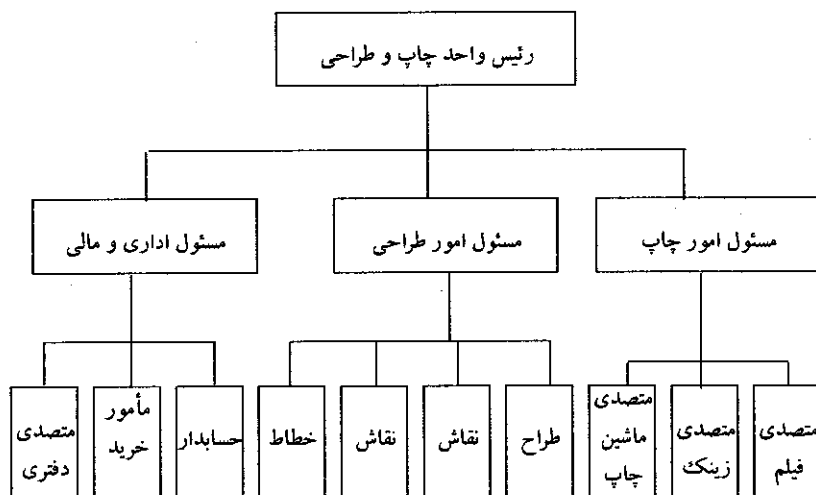 رئیس واحد چاپ و طراحی
مسئول امور چاپ
مسئول امور طراحی
مسئول اداری و مالی
متصدی
فیلم
متصدی
زینک
متصدی
ماشین
چاپ
طراح
نقاش
نقاش
خطاط
حسابدار
مأمور
خرید
متصدی
دفتری